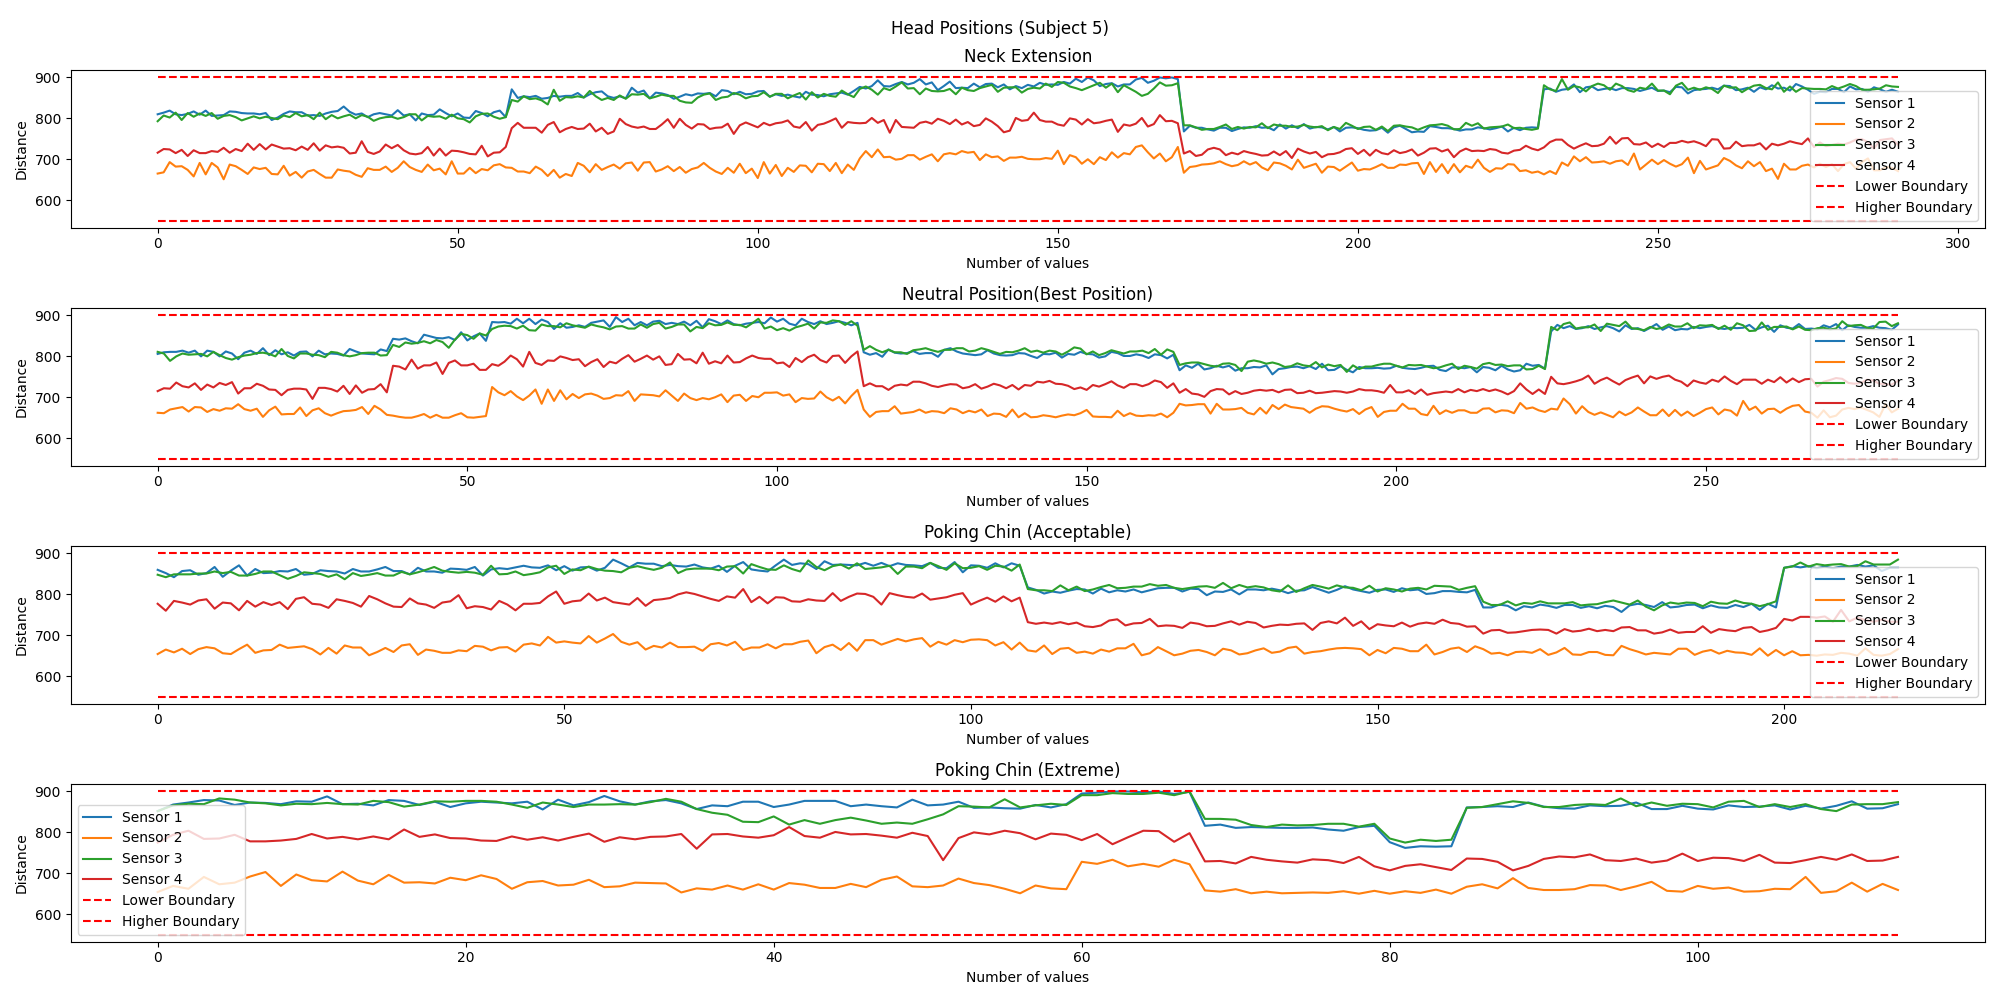 Head Positions (Subject 5)
Neck Extension
900
800
700
600
Distance
0 50 100 150 200 250 300
Number of values
Sensor 1
Sensor 2
Sensor 3
Sensor 4
Lower Boundary
Higher Boundary
Neutral Position(Best Position)
900
800
700
600
Distance
0 50 100 150 200 250
Number of values
Sensor 1
Sensor 2
Sensor 3
Sensor 4
Lower Boundary
Higher Boundary
Poking Chin (Acceptable)
900
800
700
600
Distance
0 50 100 150 200
Number of values
Sensor 1
Sensor 2
Sensor 3
Sensor 4
Lower Boundary
Higher Boundary
Poking Chin (Extreme)
900
800
700
600
Distance
0 20 40 60 80 100
Number of values
Sensor 1
Sensor 2
Sensor 3
Sensor 4
Lower Boundary
Higher Boundary